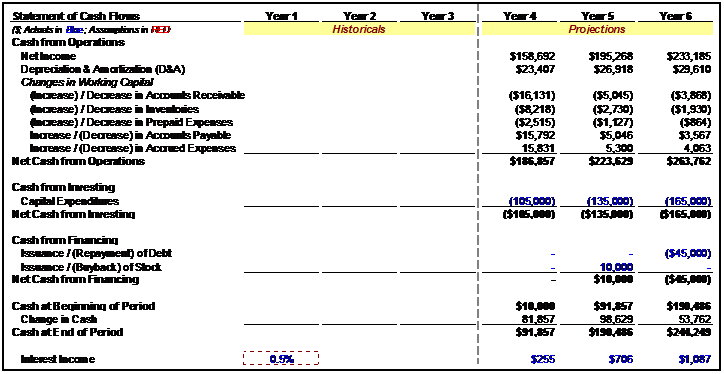 Statement of Cash Flows Year 1 Year 2 Year 3 Year 4 Year 5 Year 6
($ Actuals in Blue; Assumptions in RED) Historicals Projections
Cash from Operations
Net Income $158,692 $195,268 $233,185
Depreciation & Amortization (D&A) $23,407 $26,918 $29,610
Changes in Working Capital
(Increase) / Decrease in Accounts Receivable ($16,131) ($5,045) ($3,868)
(Increase) / Decrease in Inventories ($8,218) ($2,730) ($1,930)
(Increase) / Decrease in Prepaid Expenses ($2,515) ($1,127) ($864)
Increase / (Decrease) in Accounts Payable $15,792 $5,046 $3,567
Increase / (Decrease) in Accrued Expenses 15,831 5,300 4,063
Net Cash from Operations $186,857 $223,629 $263,762
Cash from Investing
Capital Expenditures (105,000) (135,000) (165,000)
Net Cash from Investing ($105,000) ($135,000) ($165,000)
Cash from Financing
Issuance / (Repayment) of Debt - - ($45,000)
Issuance / (Buyback) of Stock - 10,000 -
Net Cash from Financing - $10,000 ($45,000)
Cash at Beginning of Period $10,000 $91,857 $190,486
Change in Cash 81,857 98,629 53,762
Cash at End of Period $91,857 $190,486 $244,249
Interest Income 0.5% $255 $706 $1,087